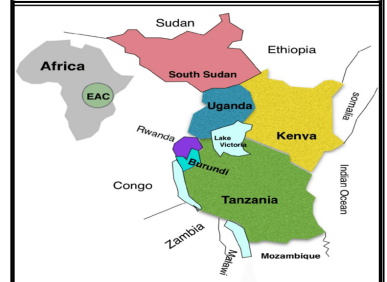 Sudan
Ethiopia
Africa
South Sudan
EAC
Uganda
somalia
Rwanda
Lake
Victoria
Kenya
Burundi
Congo
Tanzania
Indian Ocean
Zambia
Malawi
Mozambique